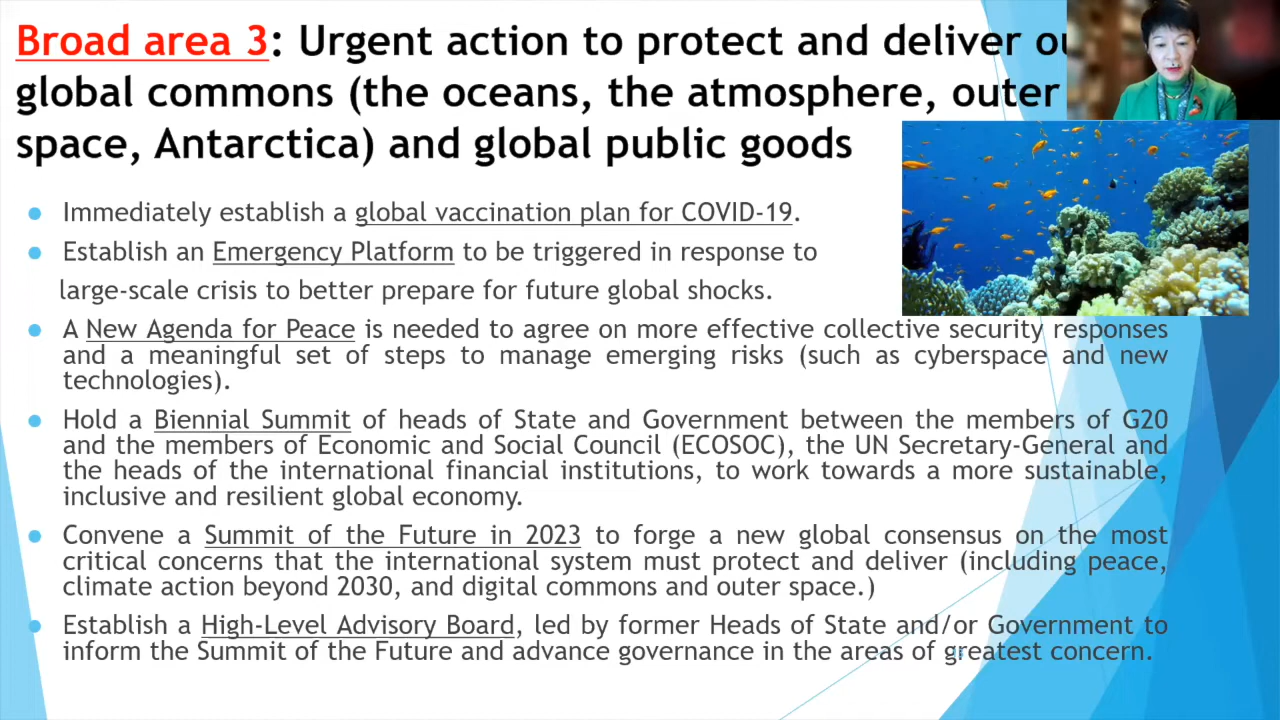 Broad area 3: Urgent action to protect and deliver
global commons (the oceans, the atmosphere, outer
space, Antarctica) and global public goods
Immediately establish a global vaccination plan for COVID-19.
Establish an Emergency Platform to be triggered in response to
large-scale crisis to better prepare for future global shocks.
A New Agenda for Peace is needed to agree on more effective collective security responses
and a meaningful set of steps to manage emerging risks (such as cyberspace and new
technologies).
Hold a Biennial Summit of heads of State and Government between the members of G20
and the members of Economic and Social Council (ECOSOC), the UN Secretary-General and
the heads of the international financial institutions, to work towards a more sustainable,
inclusive and resilient global economy.
Convene a Summit of the Future in 2023 to forge a new global consensus on the most
critical concerns that the international system must protect and deliver (including peace,
climate action beyond 2030, and digital commons and outer space.)
Establish a High-Level Advisory Board, led by former Heads of State and/or Government to
inform the Summit of the Future and advance governance in the areas of greatest concern.